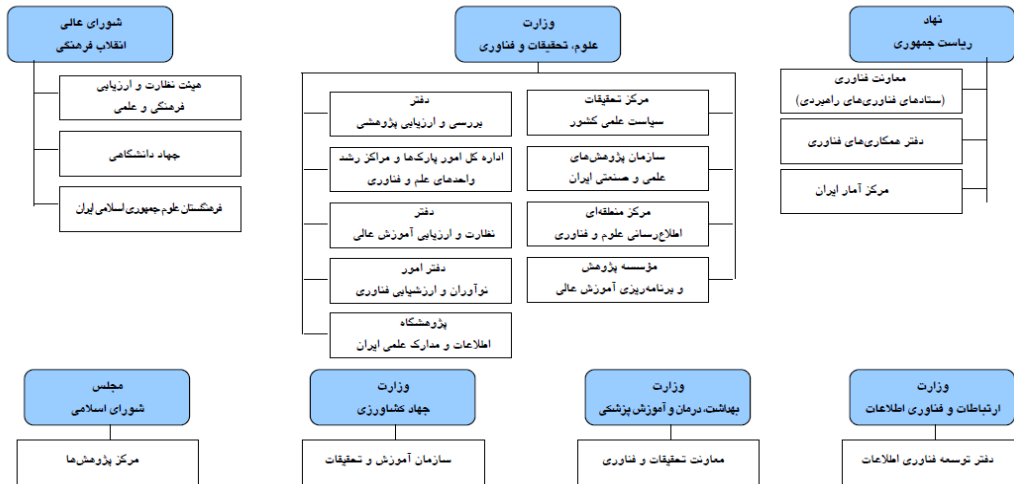 نهاد
ریاست جمهوری
معاونت فناوری
(ستادهای فناوری‌های راهبردی)
دفتر همکاری‌های فناوری
مرکز آمار ایران
وزارت
علوم، تحقیقات و فناوری
مرکز تحقیقات
سیاست علمی کشور
سازمان پژوهش‌های
علمی و صنعتی ایران
مرکز منطقه‌ای
اطلاع‌رسانی علوم و فناوری
مؤسسه پژوهش
و برنامه‌ریزی آموزش عالی
دفتر
بررسی و ارزیابی پژوهشی
اداره کل امور پارک‌ها و مراکز رشد
واحدهای علم و فناوری
دفتر
نظارت و ارزیابی آموزش عالی
دفتر امور
نوآوران و ارزشیابی فناوری
پژوهشگاه
اطلاعات و مدارک علمی ایران
شورای عالی
انقلاب فرهنگی
هیئت نظارت و ارزیابی
فرهنگی و علمی
جهاد دانشگاهی
فرهنگستان علوم جمهوری اسلامی ایران
وزارت
ارتباطات و فناوری اطلاعات
دفتر توسعه فناوری اطلاعات
وزارت
بهداشت، درمان و آموزش پزشکی
معاونت تحقیقات و فناوری
وزارت
جهاد کشاورزی
سازمان آموزش و تحقیقات
مجلس
شورای اسلامی
مرکز پژوهش‌ها